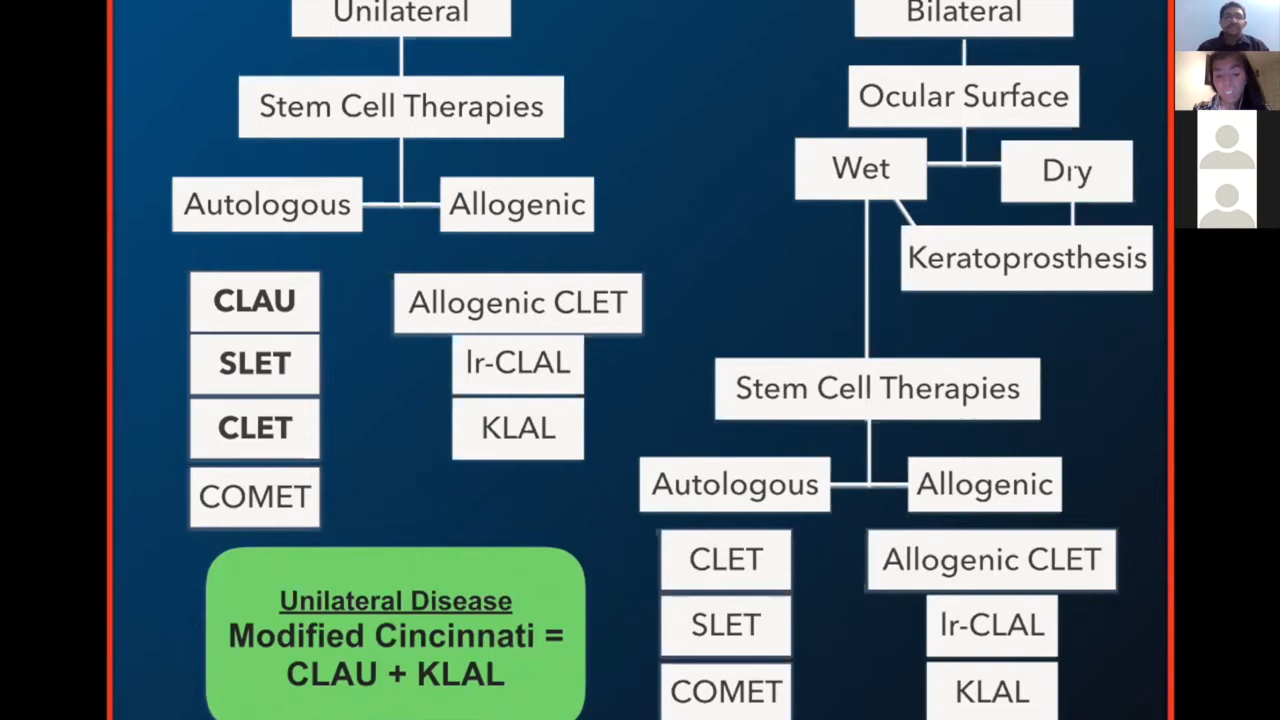 Unilateral
Stem Cell Therapies
Autologous
Allogenic
CLAU
SLET
CLET
COMET
Allogenic CLET
lr-CLAL
KLAL
Unilateral Disease
Modified Cincinnati =
CLAU + KLAL
Bilateral
Ocular Surface
Wet
Dry
Keratoprosthesis
Stem Cell Therapies
Autologous
Allogenic
CLET
SLET
COMET
Allogenic CLET
lr-CLAL
KLAL